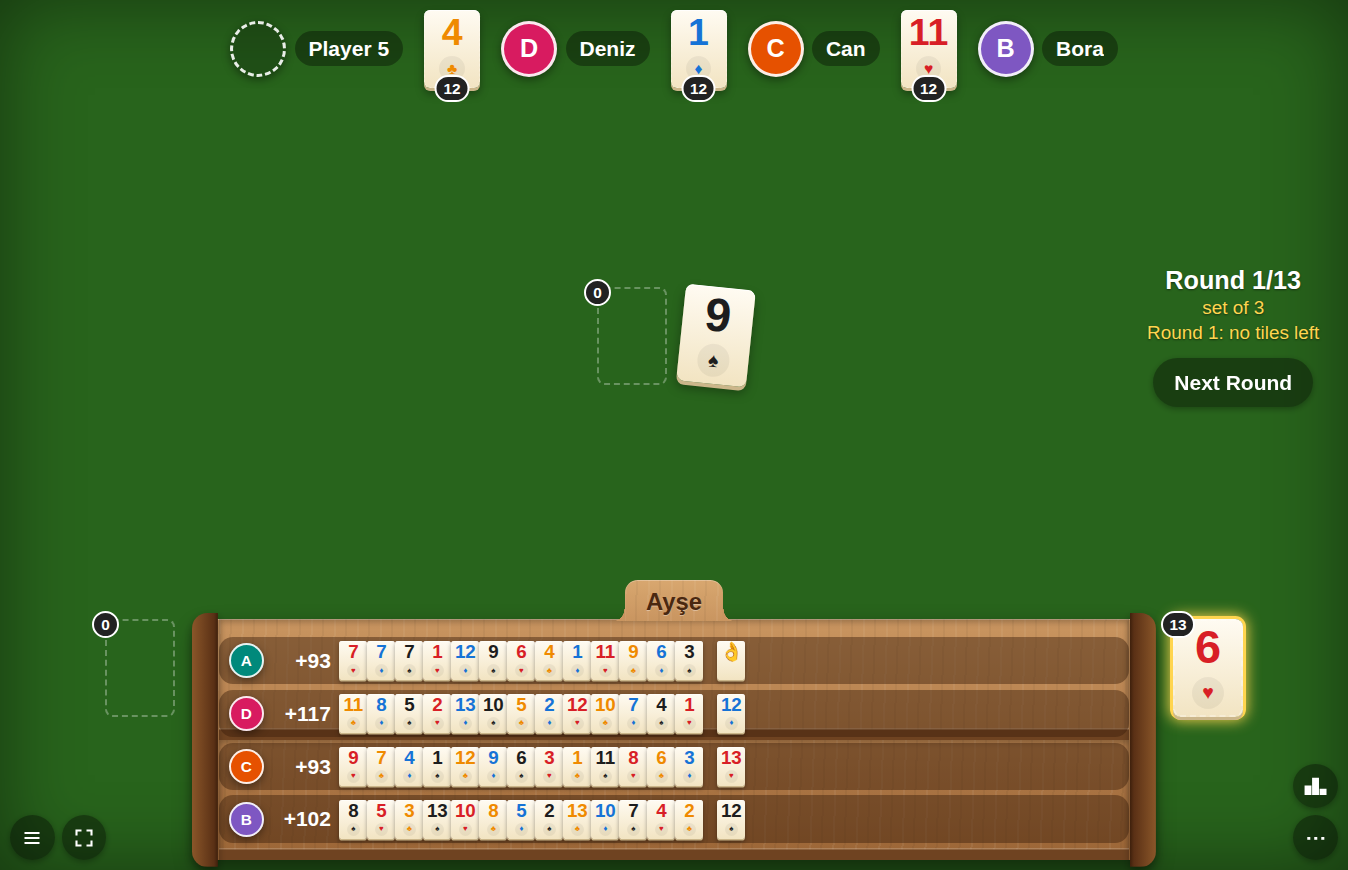 Player 5
4
12
D
Deniz
1
12
C
Can
11
12
B
Bora
0
9
Round 1/13
set of 3
Round 1: no tiles left
Next Round
Ayşe
0
13
6
A +93 7 7 7 1 12 9 6 4 1 11 9 6 3
D +117 11 8 5 2 13 10 5 2 12 10 7 4 1 12
C +93 9 7 4 1 12 9 6 3 1 11 8 6 3 13
B +102 8 5 3 13 10 8 5 2 13 10 7 4 2 12